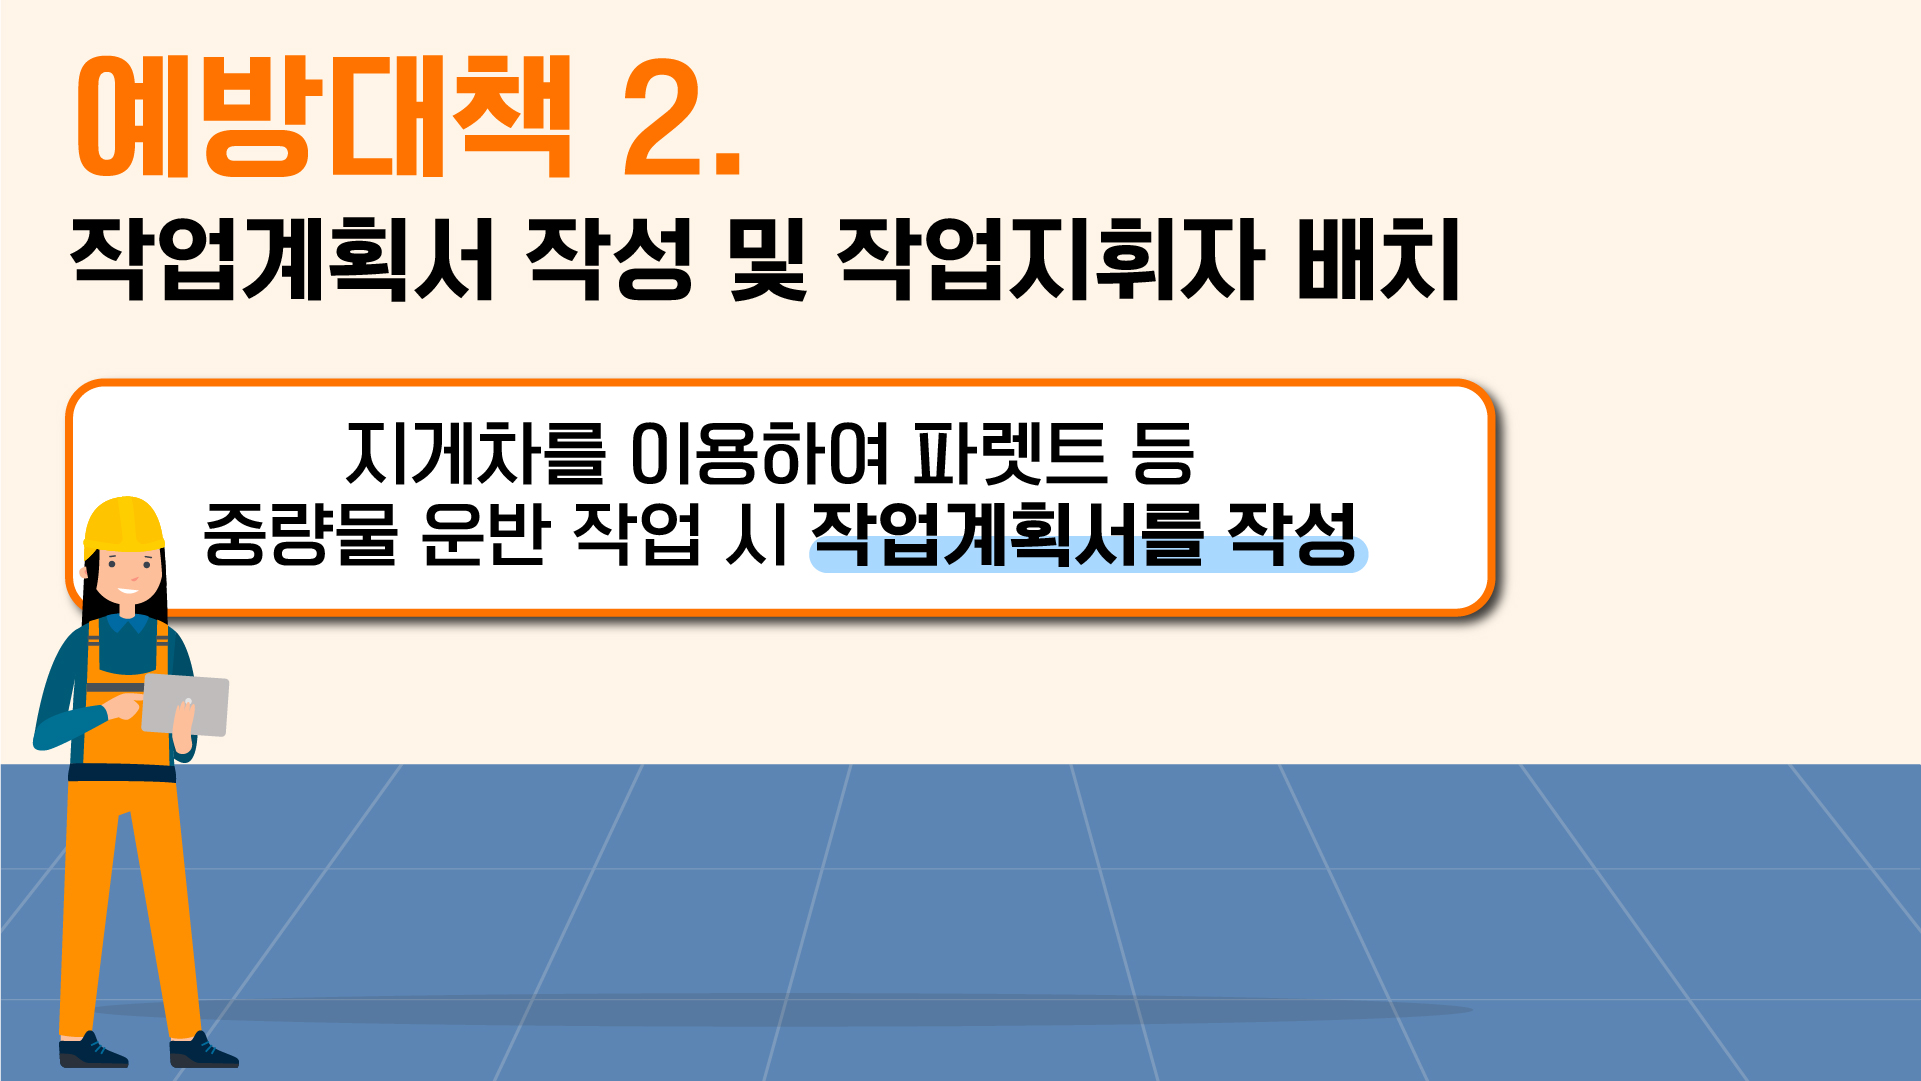 예방대책 2.
작업계획서 작성 및 작업지휘자 배치
지게차를 이용하여 파렛트 등
중량물 운반 작업 시 작업계획서를 작성